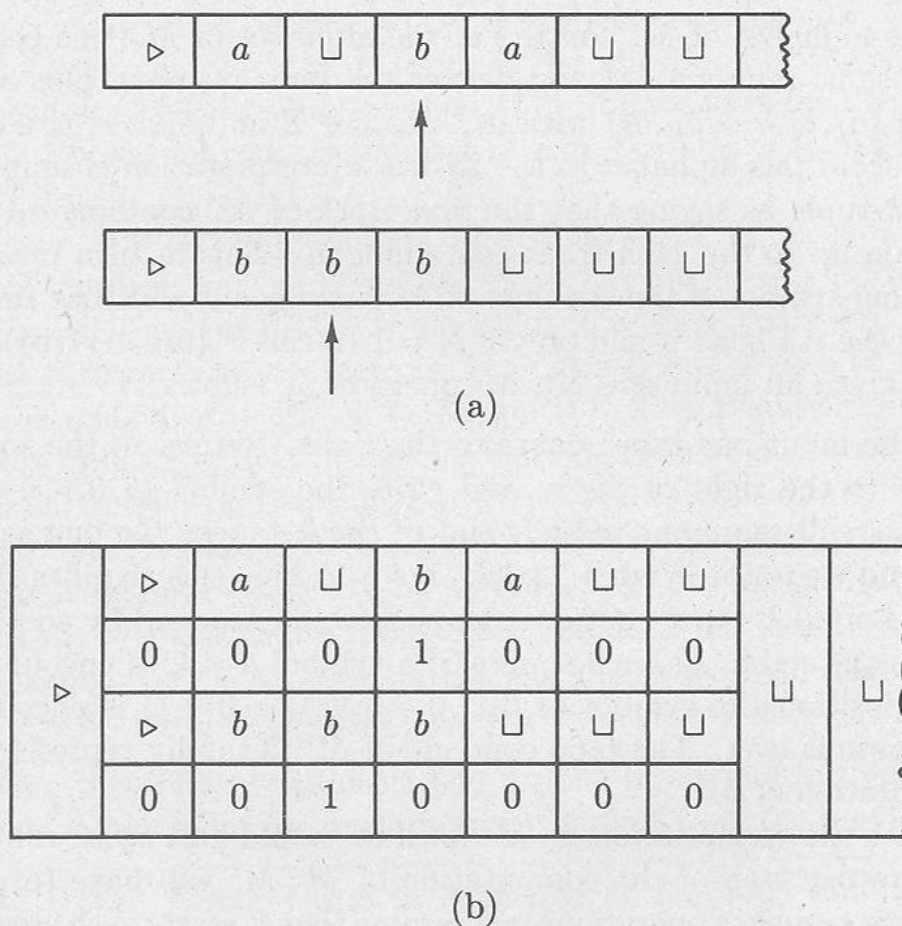 ▷ a ⊔ b a ⊔ ⊔
▷ b b b ⊔ ⊔ ⊔
(a)
▷ a ⊔ b a ⊔ ⊔
0 0 0 1 0 0 0
▷ ⊔ ⊔
▷ b b b ⊔ ⊔ ⊔
0 0 1 0 0 0 0
(b)